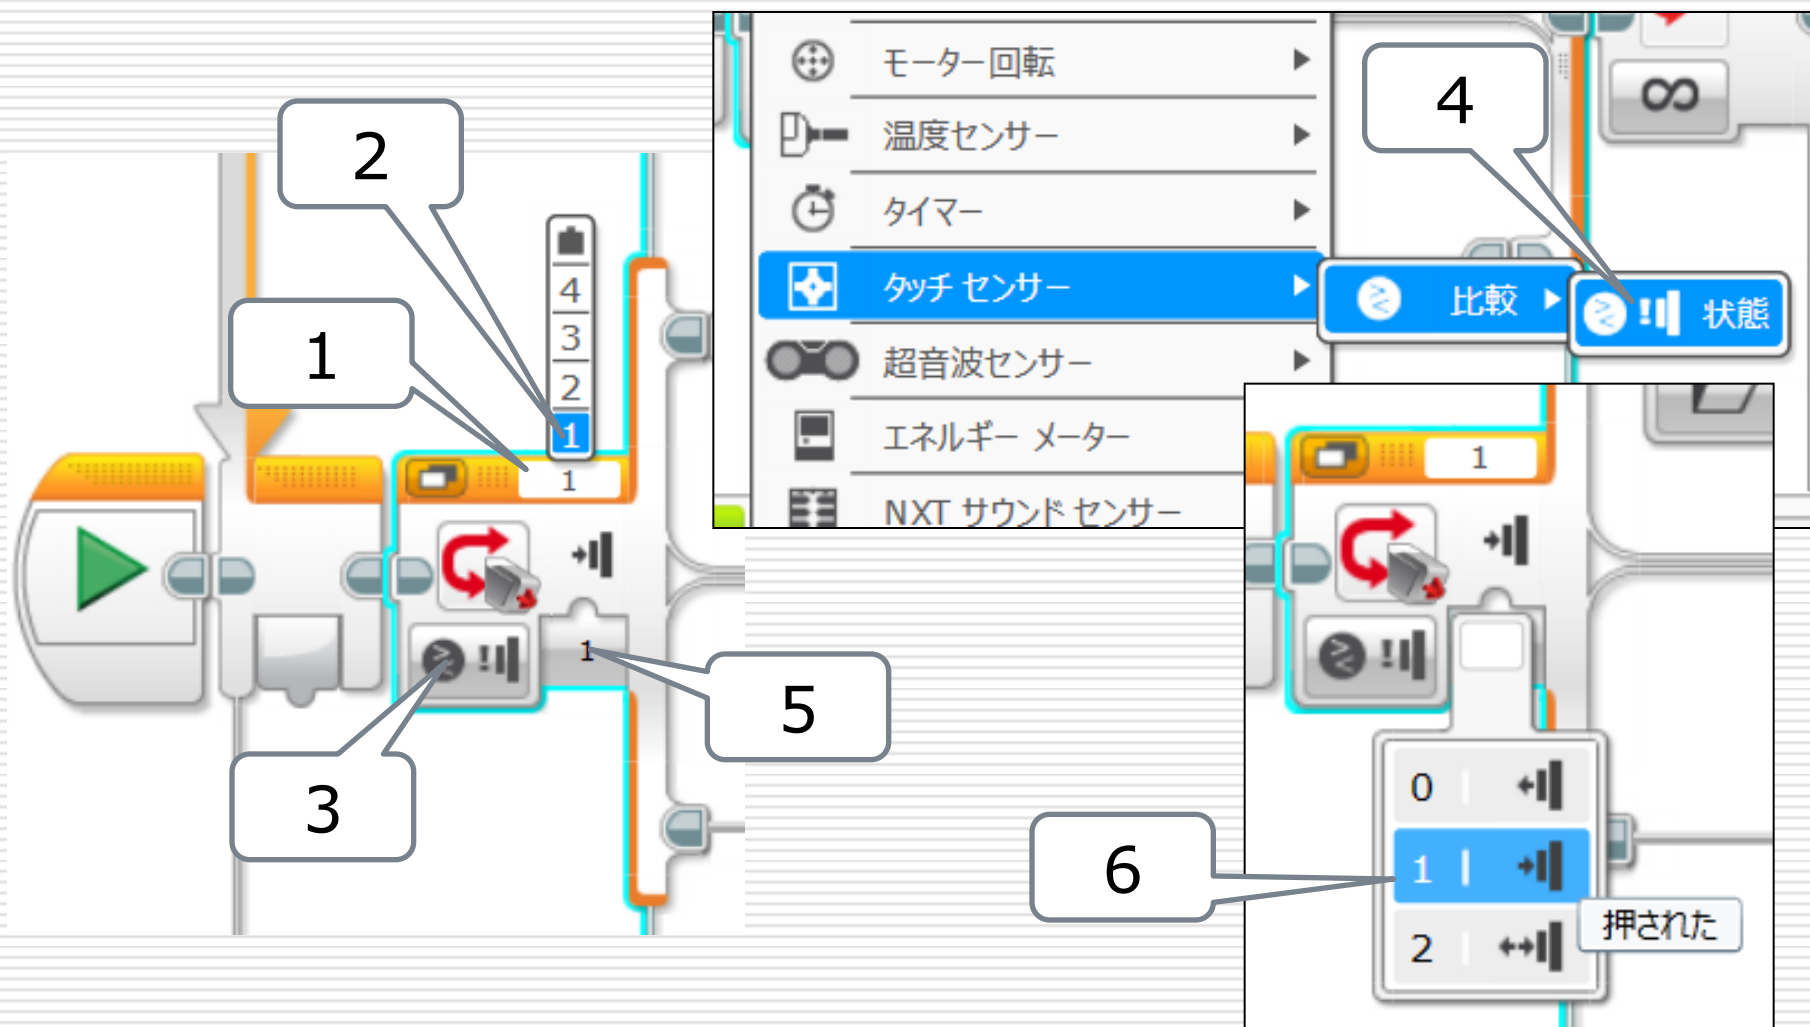 2
4
3
2
1
1
1
1
3
5
モーター回転
温度センサー
タイマー
タッチ センサー
比較
状態
超音波センサー
エネルギー メーター
NXT サウンド センサー
4
∞
1
0
1
2
押された
6